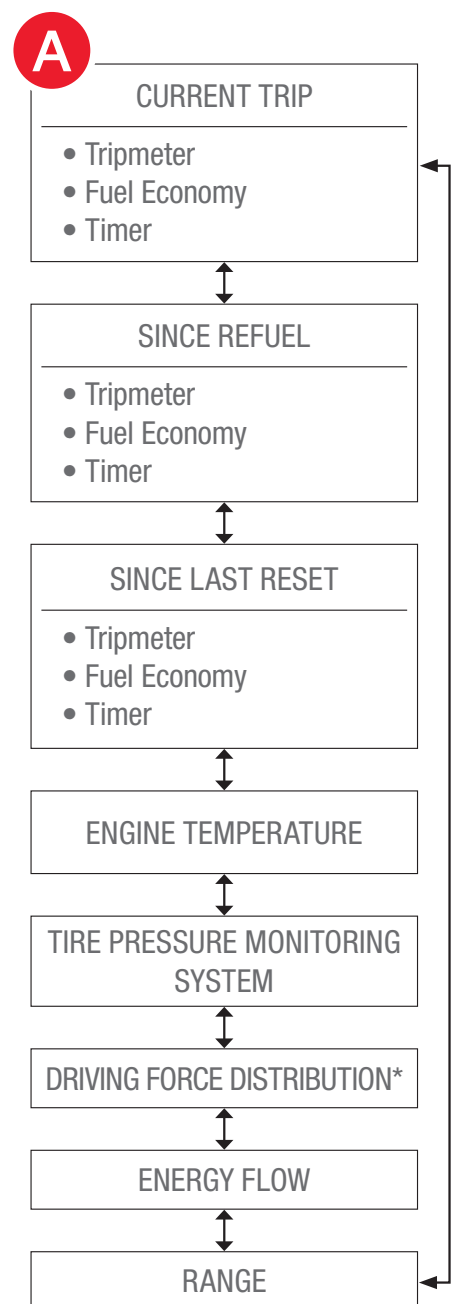 A
CURRENT TRIP
• Tripmeter
• Fuel Economy
• Timer
SINCE REFUEL
• Tripmeter
• Fuel Economy
• Timer
SINCE LAST RESET
• Tripmeter
• Fuel Economy
• Timer
ENGINE TEMPERATURE
TIRE PRESSURE MONITORING
SYSTEM
DRIVING FORCE DISTRIBUTION*
ENERGY FLOW
RANGE